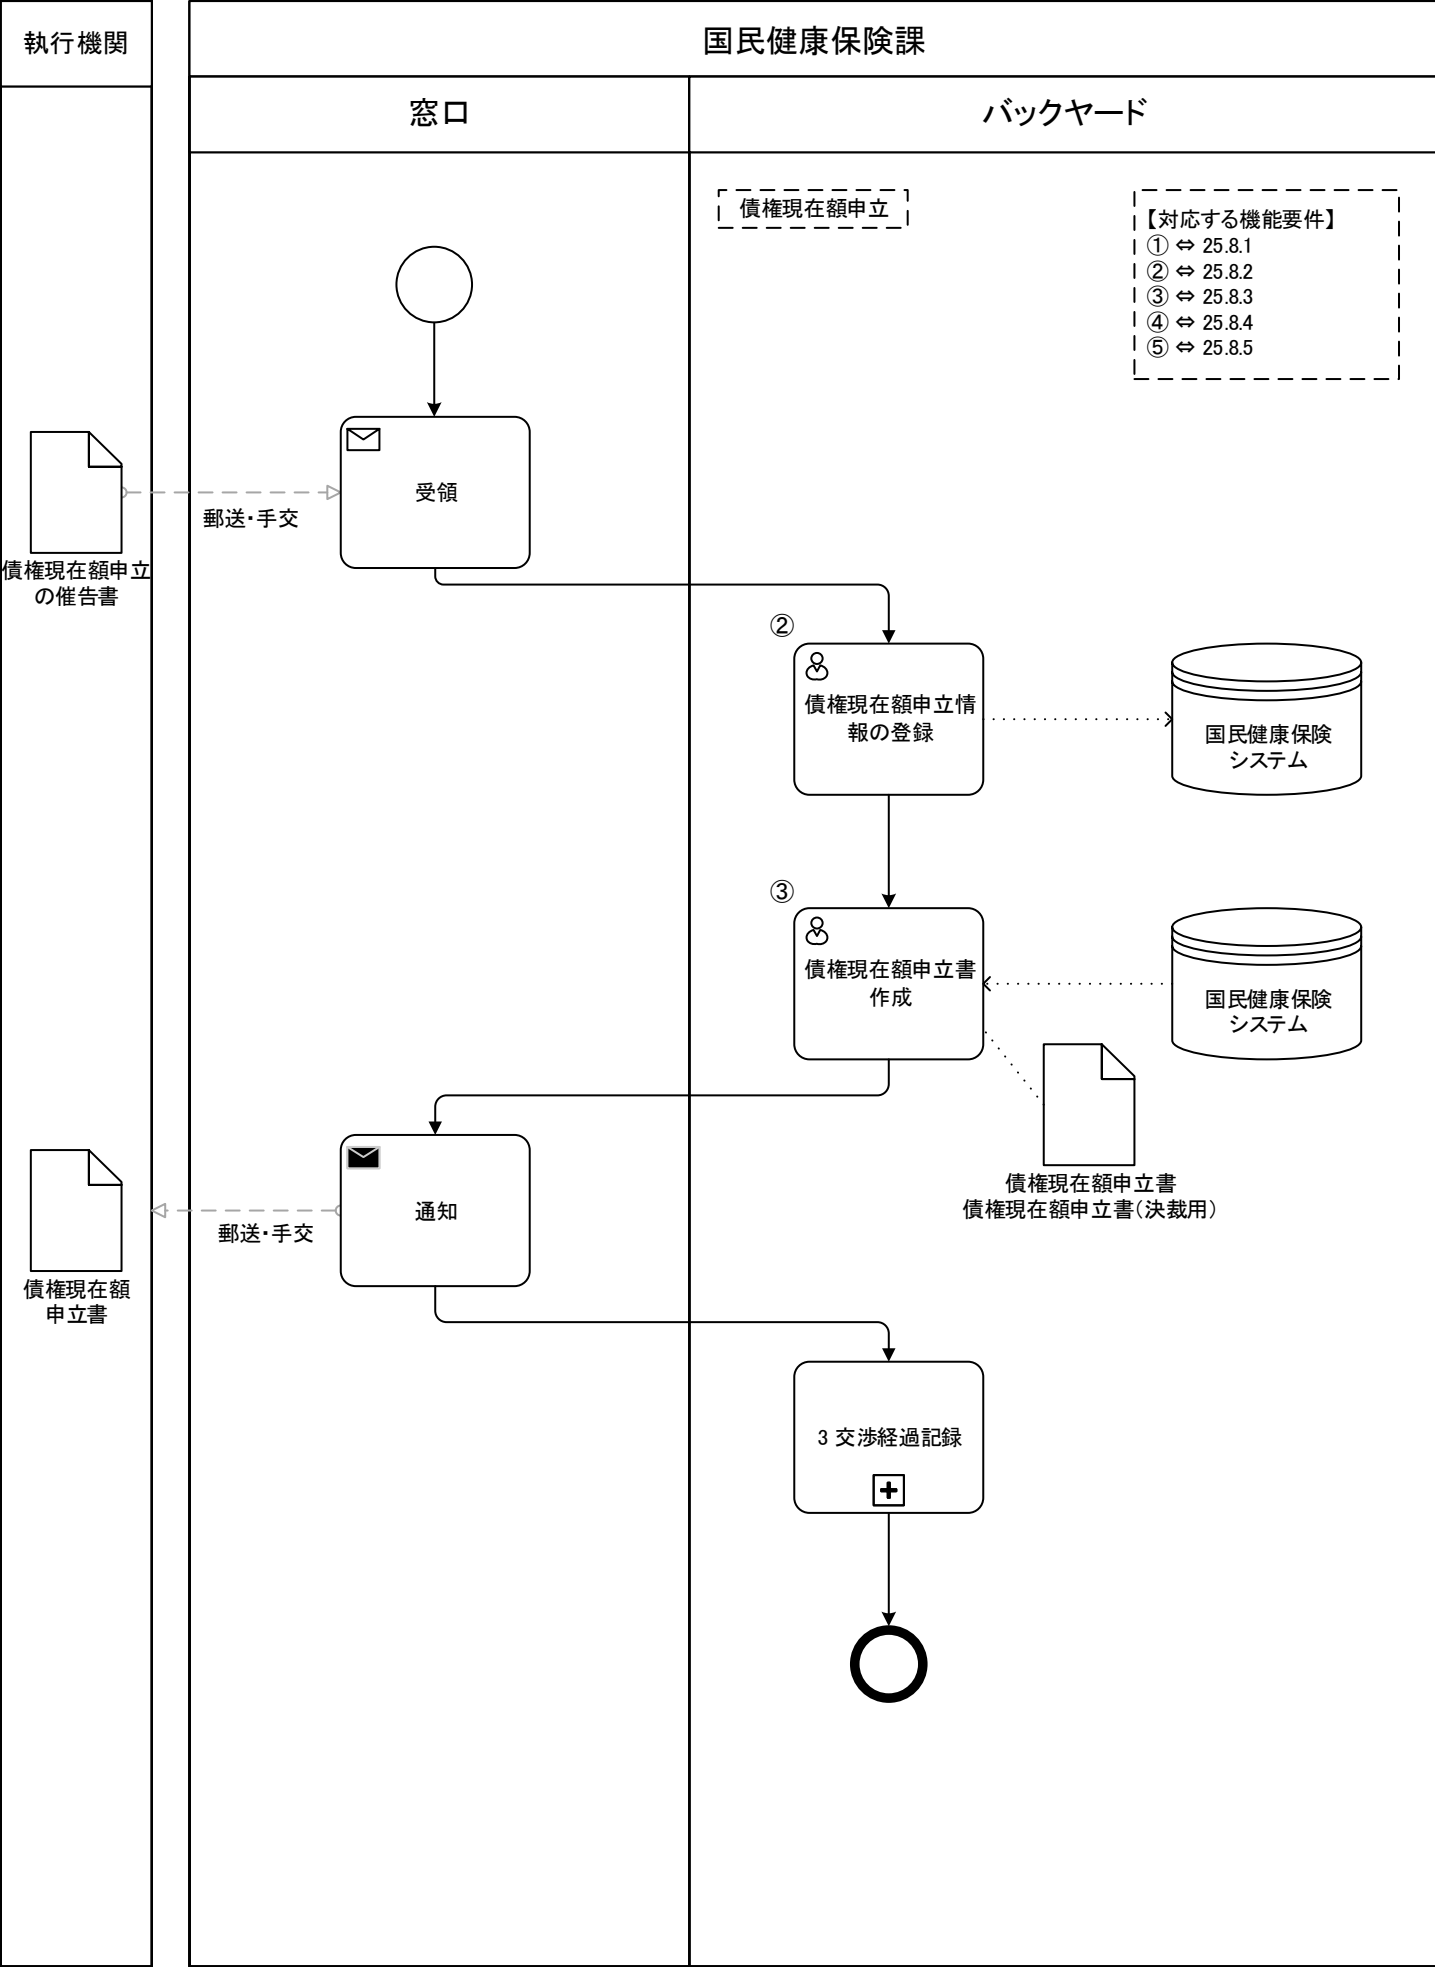 執行機関
国民健康保険課
窓口
バックヤード
債権現在額申立
【対応する機能要件】
① ⇔ 25.8.1
② ⇔ 25.8.2
③ ⇔ 25.8.3
④ ⇔ 25.8.4
⑤ ⇔ 25.8.5
受領
郵送・手交
債権現在額申立
の催告書
②
債権現在額申立情
報の登録
国民健康保険
システム
③
債権現在額申立書
作成
国民健康保険
システム
債権現在額申立書
債権現在額申立書（決裁用）
通知
郵送・手交
債権現在額
申立書
3 交渉経過記録